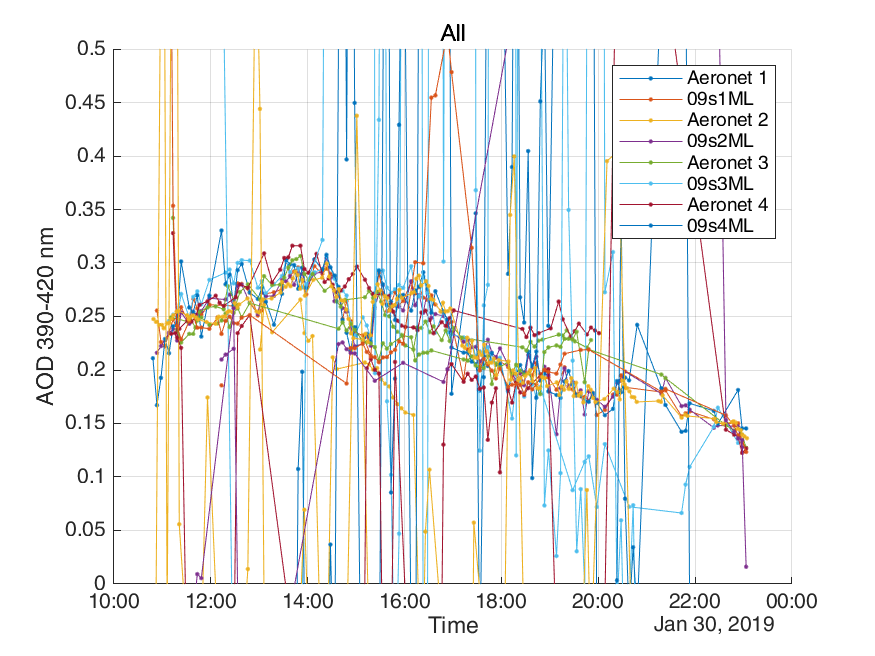 All
0.5
0.45
0.4
0.35
0.3
0.25
0.2
0.15
0.1
0.05
0
AOD 390-420 nm
Aeronet 1
09s1ML
Aeronet 2
09s2ML
Aeronet 3
09s3ML
Aeronet 4
09s4ML
10:00 12:00 14:00 16:00 18:00 20:00 22:00 00:00
Time
Jan 30, 2019